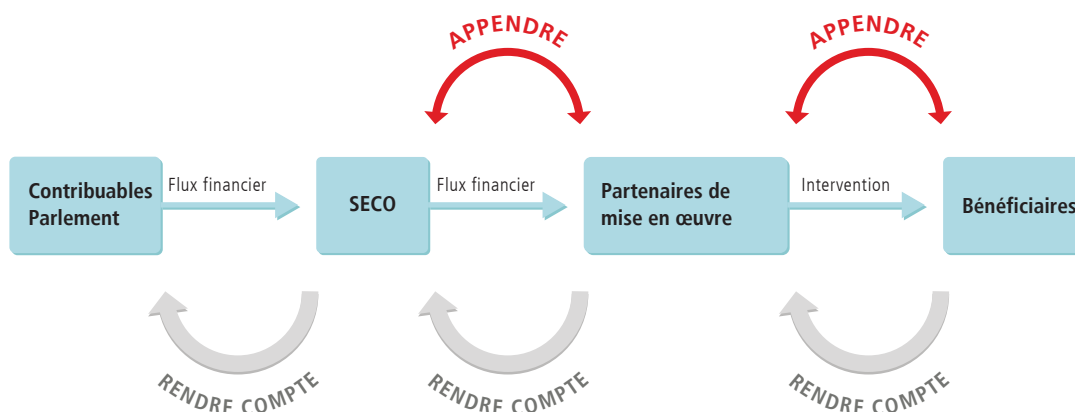 APPENDRE
APPENDRE
Contribuables
Parlement
Flux financier
SECO
Flux financier
Partenaires de
mise en œuvre
Intervention
Bénéficiaires
RENDRE COMPTE
RENDRE COMPTE
RENDRE COMPTE